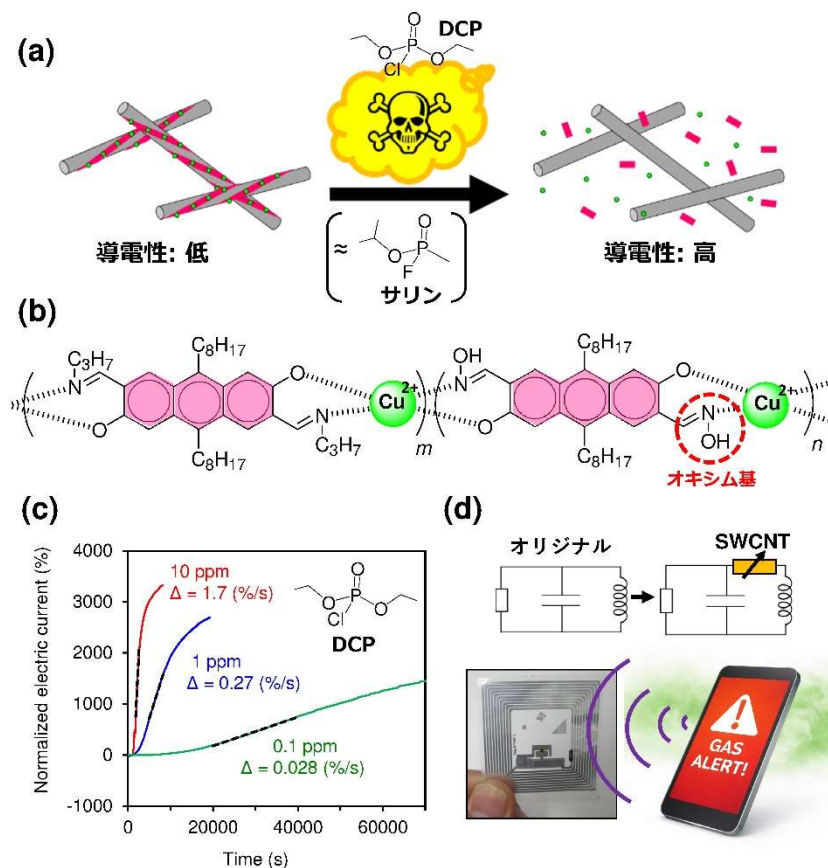 (a)
DCP
O
O
P
O
Cl
導電性: 低
≈
O
O
P
F
サリン
導電性: 高
(b)
C3H7
N
O
C8H17
C8H17
O
N
C3H7
Cu2+
m
OH
N
O
C8H17
C8H17
O
N
OH
オキシム基
Cu2+
n
(c)
Normalized electric current (%)
4000
3000
2000
1000
0
-1000
10 ppm
Δ = 1.7 (%/s)
1 ppm
Δ = 0.27 (%/s)
0.1 ppm
Δ = 0.028 (%/s)
O
O
P
O
Cl
DCP
0
20000
40000
60000
Time (s)
(d)
オリジナル
SWCNT
GAS
ALERT!